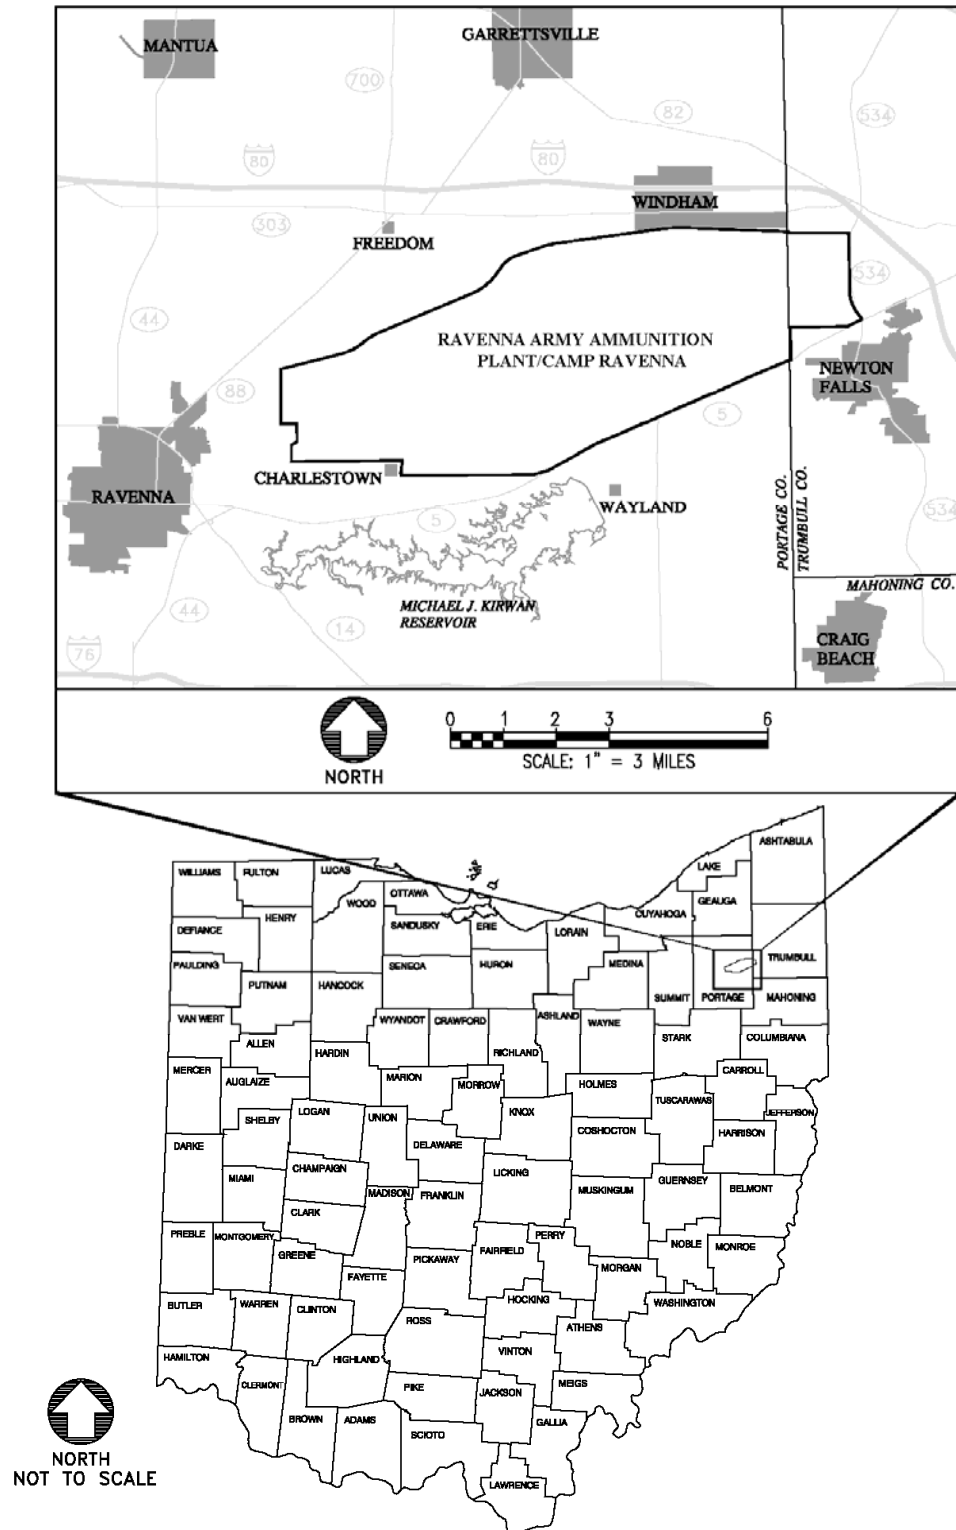 MANTUA
GARRETTSVILLE
700
82
534
80
80
WINDHAM
303
FREEDOM
534
44
RAVENNA ARMY AMMUNITION
PLANT/CAMP RAVENNA
NEWTON
FALLS
88
5
CHARLESTOWN
RAVENNA
WAYLAND
5
PORTAGE CO.
TRUMBULL CO.
534
MAHONING CO.
44
MICHAEL J. KIRWAN
RESERVOIR
14
76
CRAIG
BEACH
0 1 2 3 6
SCALE: 1" = 3 MILES
NORTH
ASHTABULA
LAKE
WILLIAMS
FULTON
LUCAS
OTTAWA
GEAUGA
WOOD
CUYAHOGA
HENRY
SANDUSKY
ERIE
LORAIN
DEFIANCE
TRUMBULL
PAULDING
SENECA
HURON
MEDINA
PUTNAM
HANCOCK
SUMMIT
PORTAGE
MAHONING
VAN WERT
WYANDOT
CRAWFORD
ASHLAND
WAYNE
STARK
COLUMBIANA
ALLEN
HARDIN
RICHLAND
MERCER
AUGLAIZE
MARION
MORROW
HOLMES
CARROLL
TUSCARAWAS
JEFFERSON
LOGAN
UNION
KNOX
SHELBY
COSHOCTON
HARRISON
DARKE
DELAWARE
CHAMPAIGN
LICKING
MIAMI
MADISON
FRANKLIN
MUSKINGUM
GUERNSEY
BELMONT
CLARK
PREBLE
MONTGOMERY
PERRY
NOBLE
MONROE
GREENE
PICKAWAY
FAIRFIELD
FAYETTE
MORGAN
BUTLER
WARREN
CLINTON
HOCKING
WASHINGTON
ROSS
ATHENS
HAMILTON
HIGHLAND
VINTON
CLERMONT
PIKE
JACKSON
MEIGS
BROWN
ADAMS
SCIOTO
GALLIA
LAWRENCE
NORTH
NOT TO SCALE